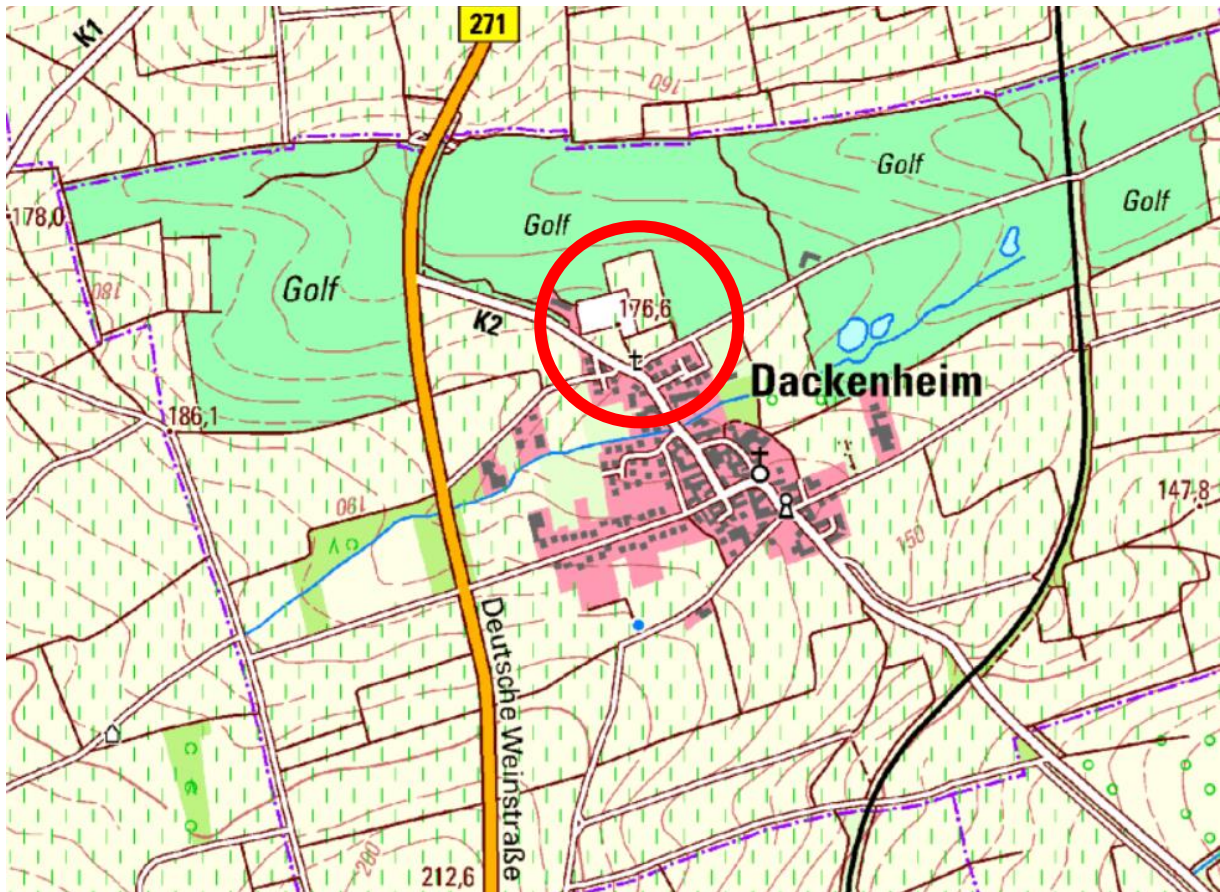 K1
271
160
Golf
178,0
Golf
Golf
Golf
180
K2
176,6
Dackenheim
186,1
190
147,8
150
Deutsche Weinstraße
200
212,6